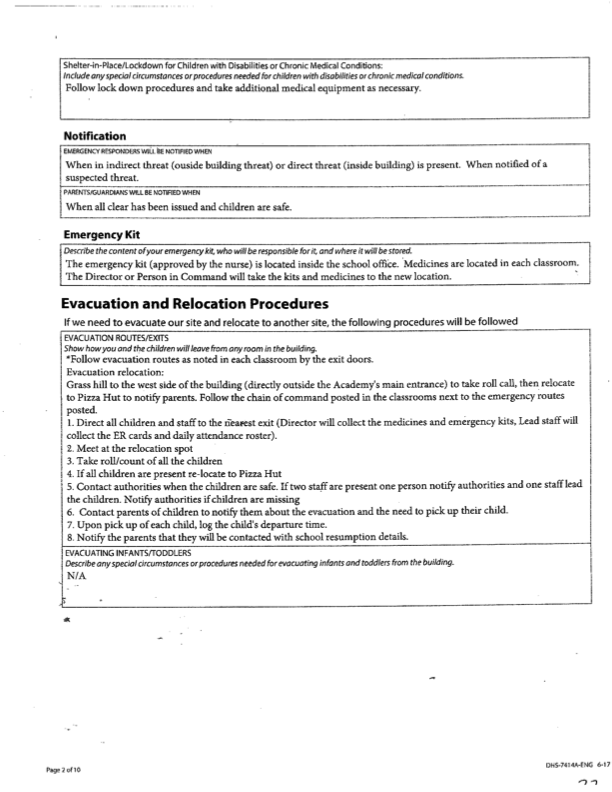 Shelter-in-Place/Lockdown for Children with Disabilities or Chronic Medical Conditions:
Include any special circumstances or procedures needed for children with disabilities or chronic medical conditions.
Follow lock down procedures and take additional medical equipment as necessary.
Notification
EMERGENCY RESPONDERS WILL BE NOTIFIED WHEN
When in indirect threat (ouside building threat) or direct threat (inside building) is present. When notified of a
suspected threat.
PARENTS/GUARDIANS WILL BE NOTIFIED WHEN
When all clear has been issued and children are safe.
Emergency Kit
Describe the content of your emergency kit, who will be responsible for it, and where it will be stored.
The emergency kit (approved by the nurse) is located inside the school office. Medicines are located in each classroom.
The Director or Person in Command will take the kits and medicines to the new location.
Evacuation and Relocation Procedures
If we need to evacuate our site and relocate to another site, the following procedures will be followed
EVACUATION ROUTES/EXITS
Show how you and the children will leave from any room in the building.
*Follow evacuation routes as noted in each classroom by the exit doors.
Evacuation relocation:
Grass hill to the west side of the building (directly outside the Academy's main entrance) to take roll call, then relocate
to Pizza Hut to notify parents. Follow the chain of command posted in the classrooms next to the emergency routes
posted.
1. Direct all children and staff to the nearest exit (Director will collect the medicines and emergency kits, Lead staff will
collect the ER cards and daily attendance roster).
2. Meet at the relocation spot
3. Take roll/count of all the children
4. If all children are present re-locate to Pizza Hut
5. Contact authorities when the children are safe. If two staff are present one person notify authorities and one staff lead
the children. Notify authorities if children are missing
6. Contact parents of children to notify them about the evacuation and the need to pick up their child.
7. Upon pick up of each child, log the child's departure time.
8. Notify the parents that they will be contacted with school resumption details.
EVACUATING INFANTS/TODDLERS
Describe any special circumstances or procedures needed for evacuating infants and toddlers from the building.
N/A
Page 2 of 10
DHS-7414A-ENG 6-17